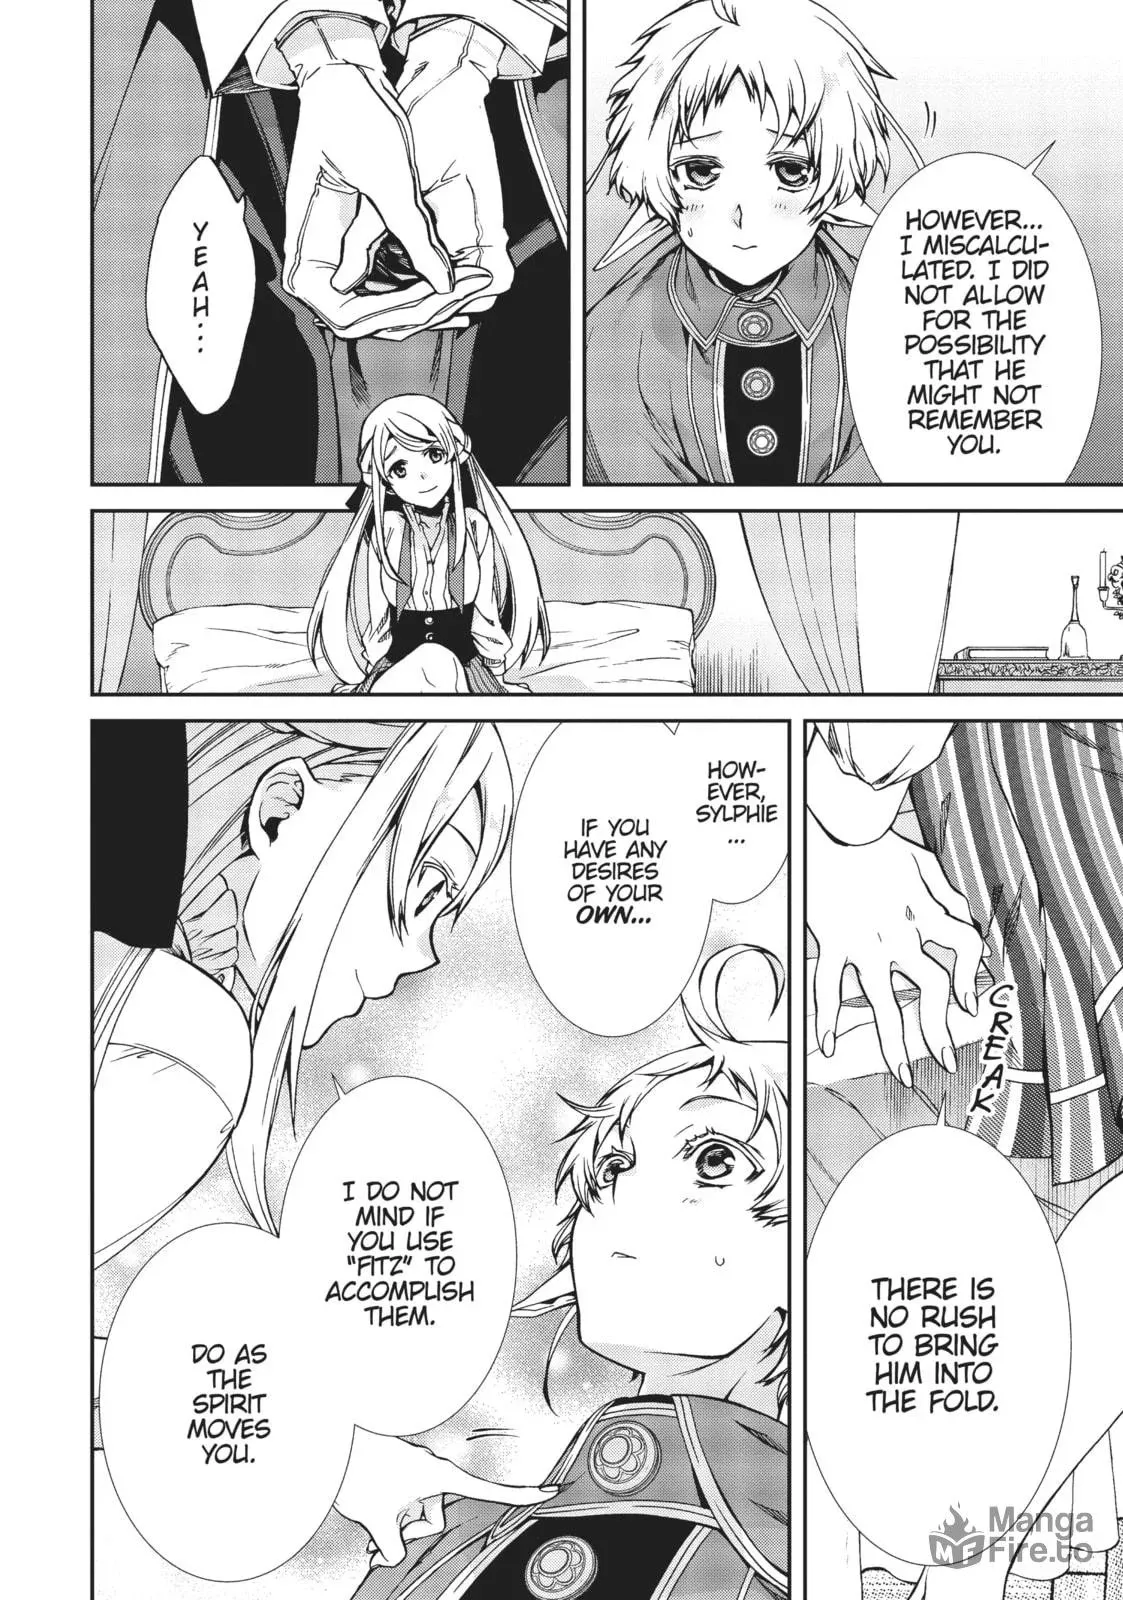 HOWEVER...
I MISCALCU-
LATED. I DID
NOT ALLOW
FOR THE
POSSIBILITY
THAT HE
MIGHT NOT
REMEMBER
YOU.
YEAH...
CREAK
THERE IS
NO RUSH
TO BRING
HIM INTO
THE FOLD.
HOW-
EVER,
SYLPHIE
...
IF YOU
HAVE ANY
DESIRES
OF YOUR
OWN...
I DO NOT
MIND IF
YOU USE
"FITZ" TO
ACCOMPLISH
THEM.
DO AS
THE
SPIRIT
MOVES
YOU.
MF
Manga
Fire.to